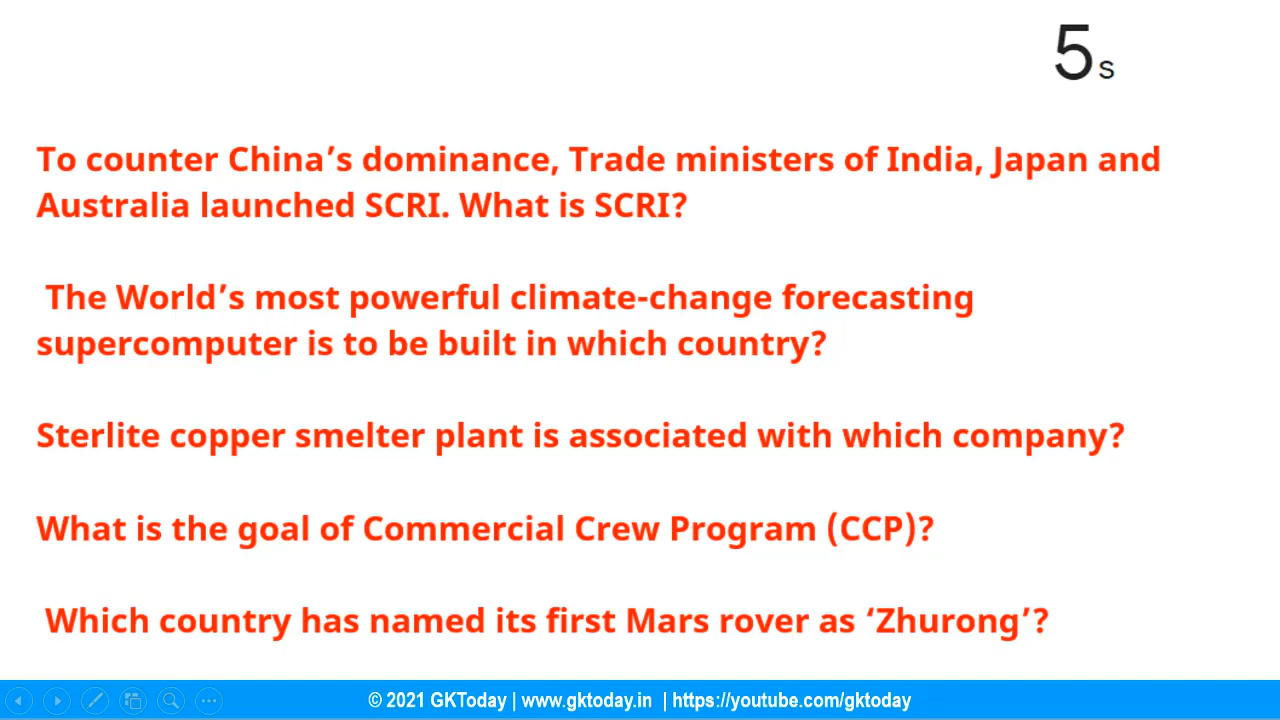 5s
To counter China’s dominance, Trade ministers of India, Japan and
Australia launched SCRI. What is SCRI?
The World’s most powerful climate-change forecasting
supercomputer is to be built in which country?
Sterlite copper smelter plant is associated with which company?
What is the goal of Commercial Crew Program (CCP)?
Which country has named its first Mars rover as ‘Zhurong’?
© 2021 GKToday | www.gktoday.in | https://youtube.com/gktoday